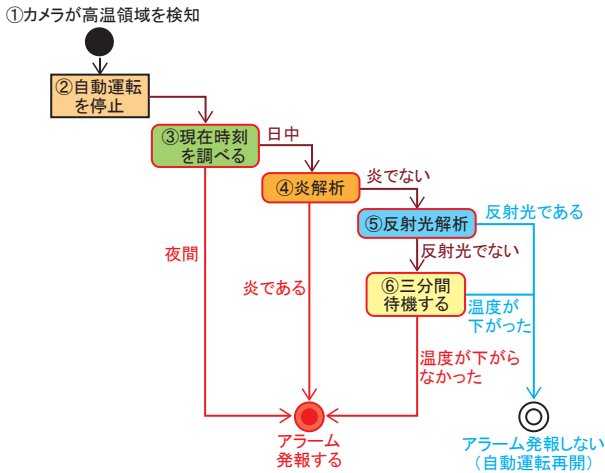 ①カメラが高温領域を検知
②自動運転
を停止
③現在時刻
を調べる
日中
④炎解析
炎でない
⑤反射光解析
反射光である
夜間
炎である
反射光でない
⑥三分間
待機する
温度が
下がった
温度が下がら
なかった
アラーム
発報する
アラーム発報しない
（自動運転再開）